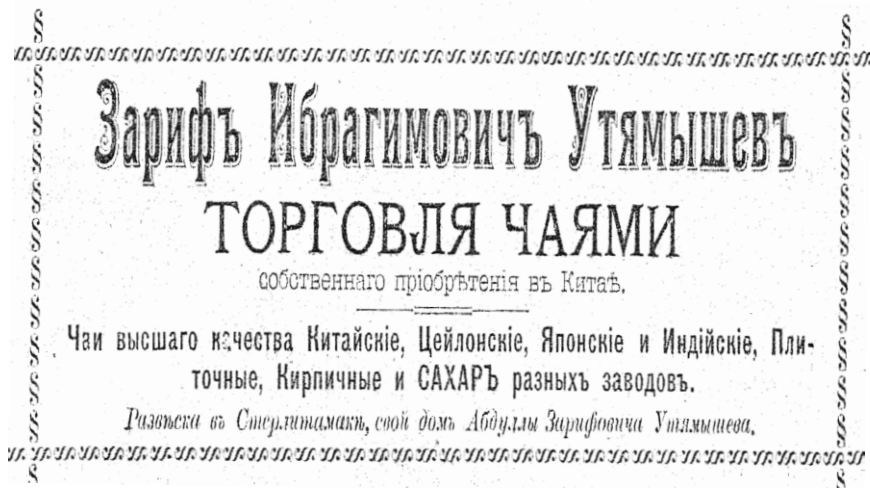 Зарифъ Ибрагимовичъ Утямышевъ
ТОРГОВЛЯ ЧАЯМИ
собственнаго пріобрѣтенія въ Китаѣ.
Чаи высшаго качества Китайскіе, Цейлонскіе, Японскіе и Индійскіе, Пли-
точные, Кирпичные и САХАРЪ разныхъ заводовъ.
Развѣска въ Стерлитамакѣ, свой домъ Абдуллы Зарифовича Утямышева.